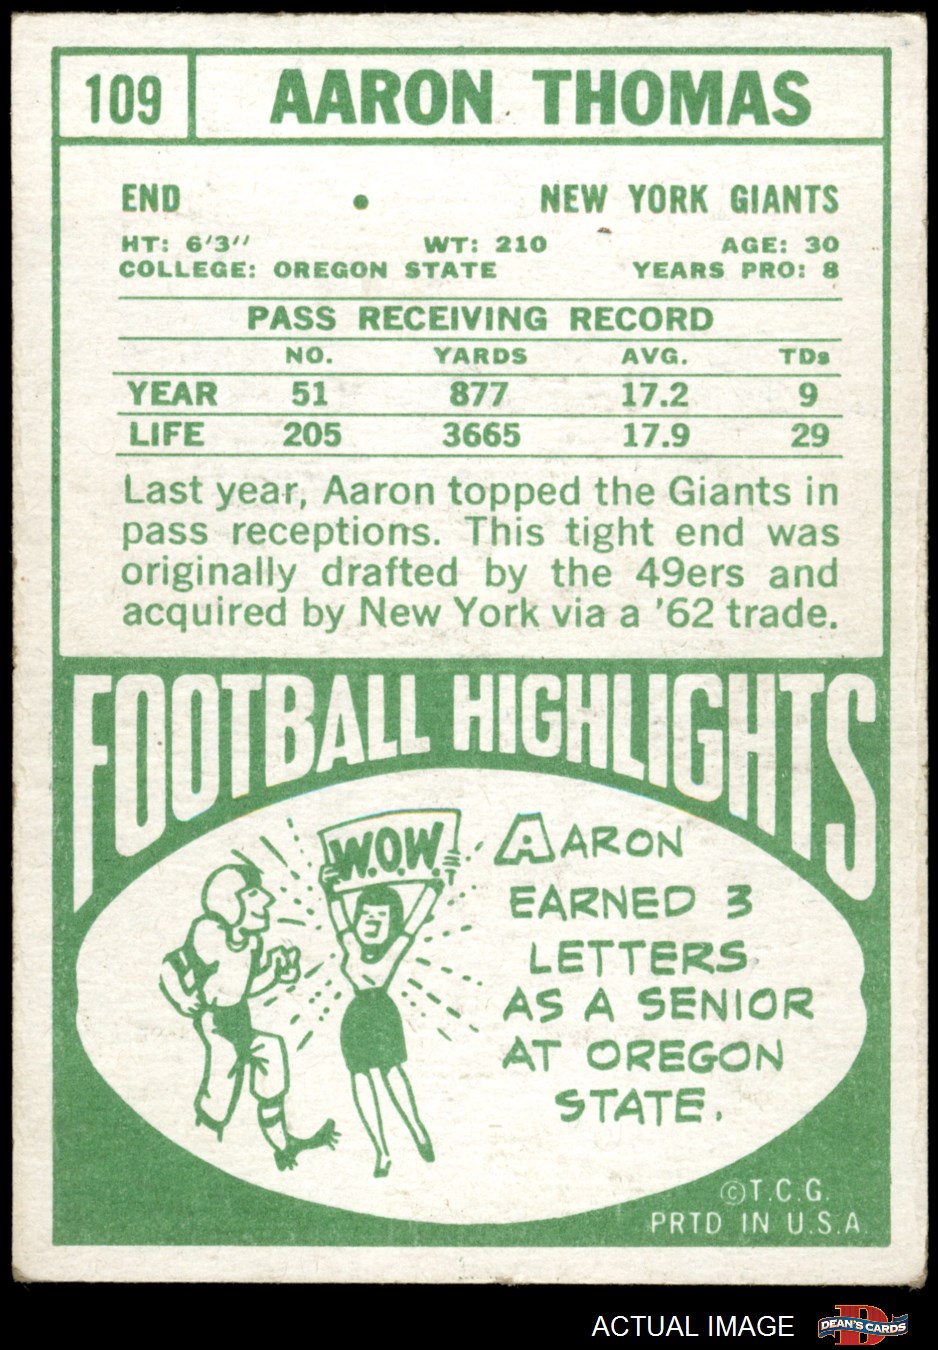 109 AARON THOMAS
END • NEW YORK GIANTS
HT: 6'3'' WT: 210 AGE: 30
COLLEGE: OREGON STATE YEARS PRO: 8
PASS RECEIVING RECORD
NO. YARDS AVG. TDs
YEAR 51 877 17.2 9
LIFE 205 3665 17.9 29
Last year, Aaron topped the Giants in
pass receptions. This tight end was
originally drafted by the 49ers and
acquired by New York via a '62 trade.
FOOTBALL HIGHLIGHTS
W.O.W.
AARON
EARNED 3
LETTERS
AS A SENIOR
AT OREGON
STATE.
©T.C.G.
PRTD IN U.S.A.
ACTUAL IMAGE
D
DEAN'S CARDS